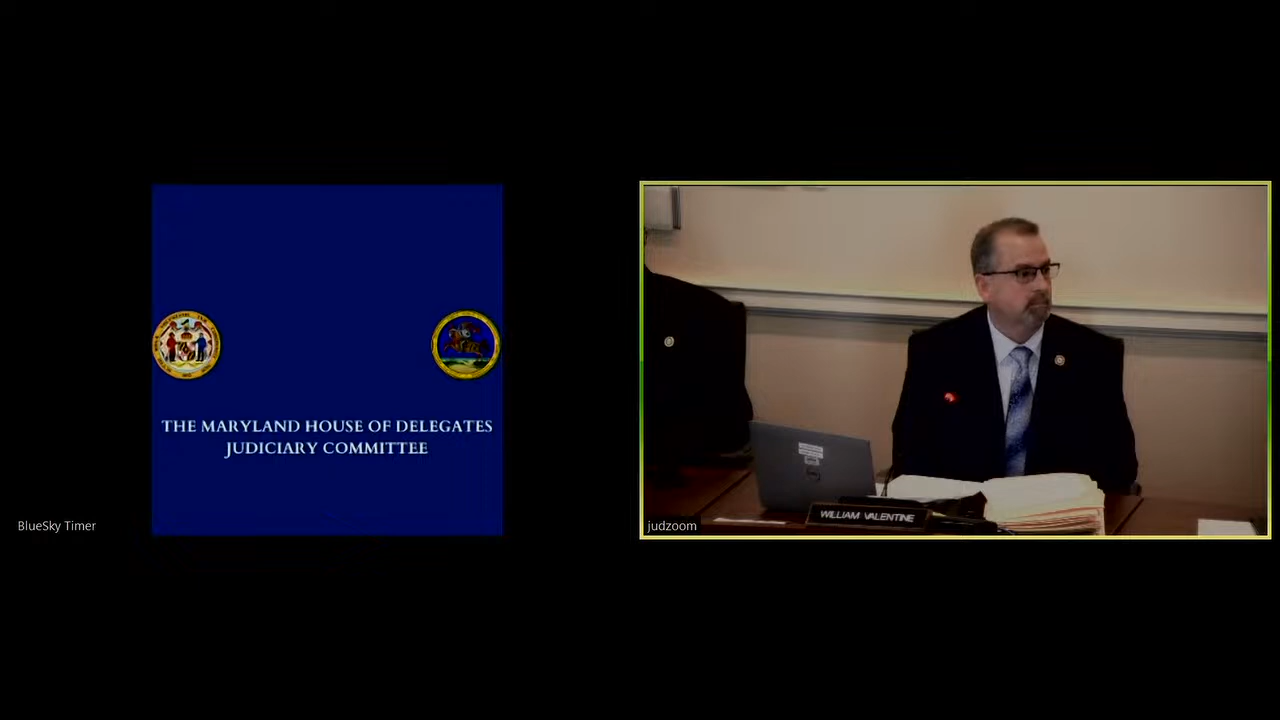 THE MARYLAND HOUSE OF DELEGATES
JUDICIARY COMMITTEE
BlueSky Timer
WILLIAM VALENTINE
judzoom